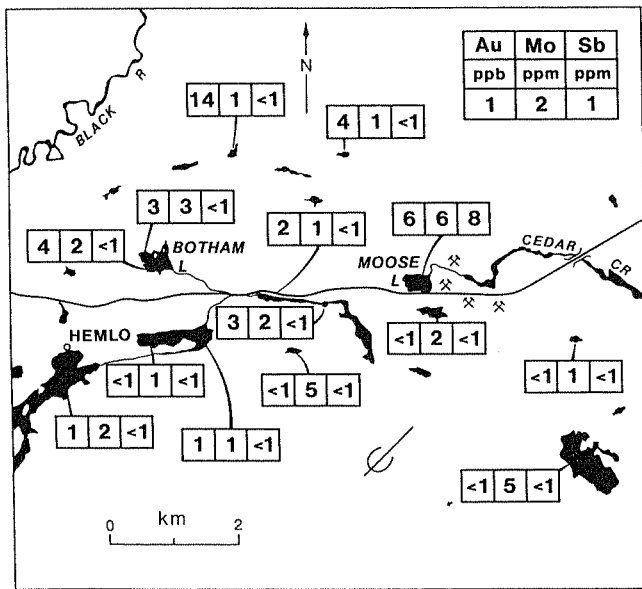 Au Mo Sb
ppb ppm ppm
1 2 1
N
BLACK R
14 1 <1
4 1 <1
3 3 <1
2 1 <1
6 6 8
4 2 <1
BOTHAM
L
MOOSE
L
CEDAR
CR
HEMLO
3 2 <1
<1 2 <1
<1 1 <1
<1 5 <1
<1 1 <1
1 2 <1
1 1 <1
<1 5 <1
km
0 2